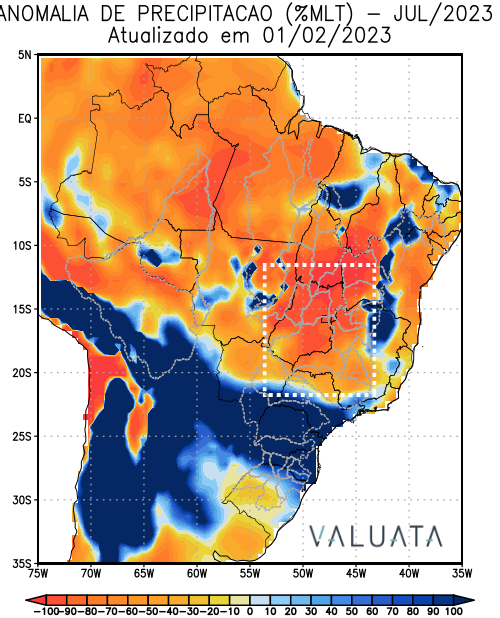 ANOMALIA DE PRECIPITACAO (%MLT) – JUL/2023
Atualizado em 01/02/2023
5N
EQ
5S
10S
15S
20S
25S
30S
35S
VALUATA
75W 70W 65W 60W 55W 50W 45W 40W 35W
-100 -90 -80 -70 -60 -50 -40 -30 -20 -10 0 10 20 30 40 50 60 70 80 90 100